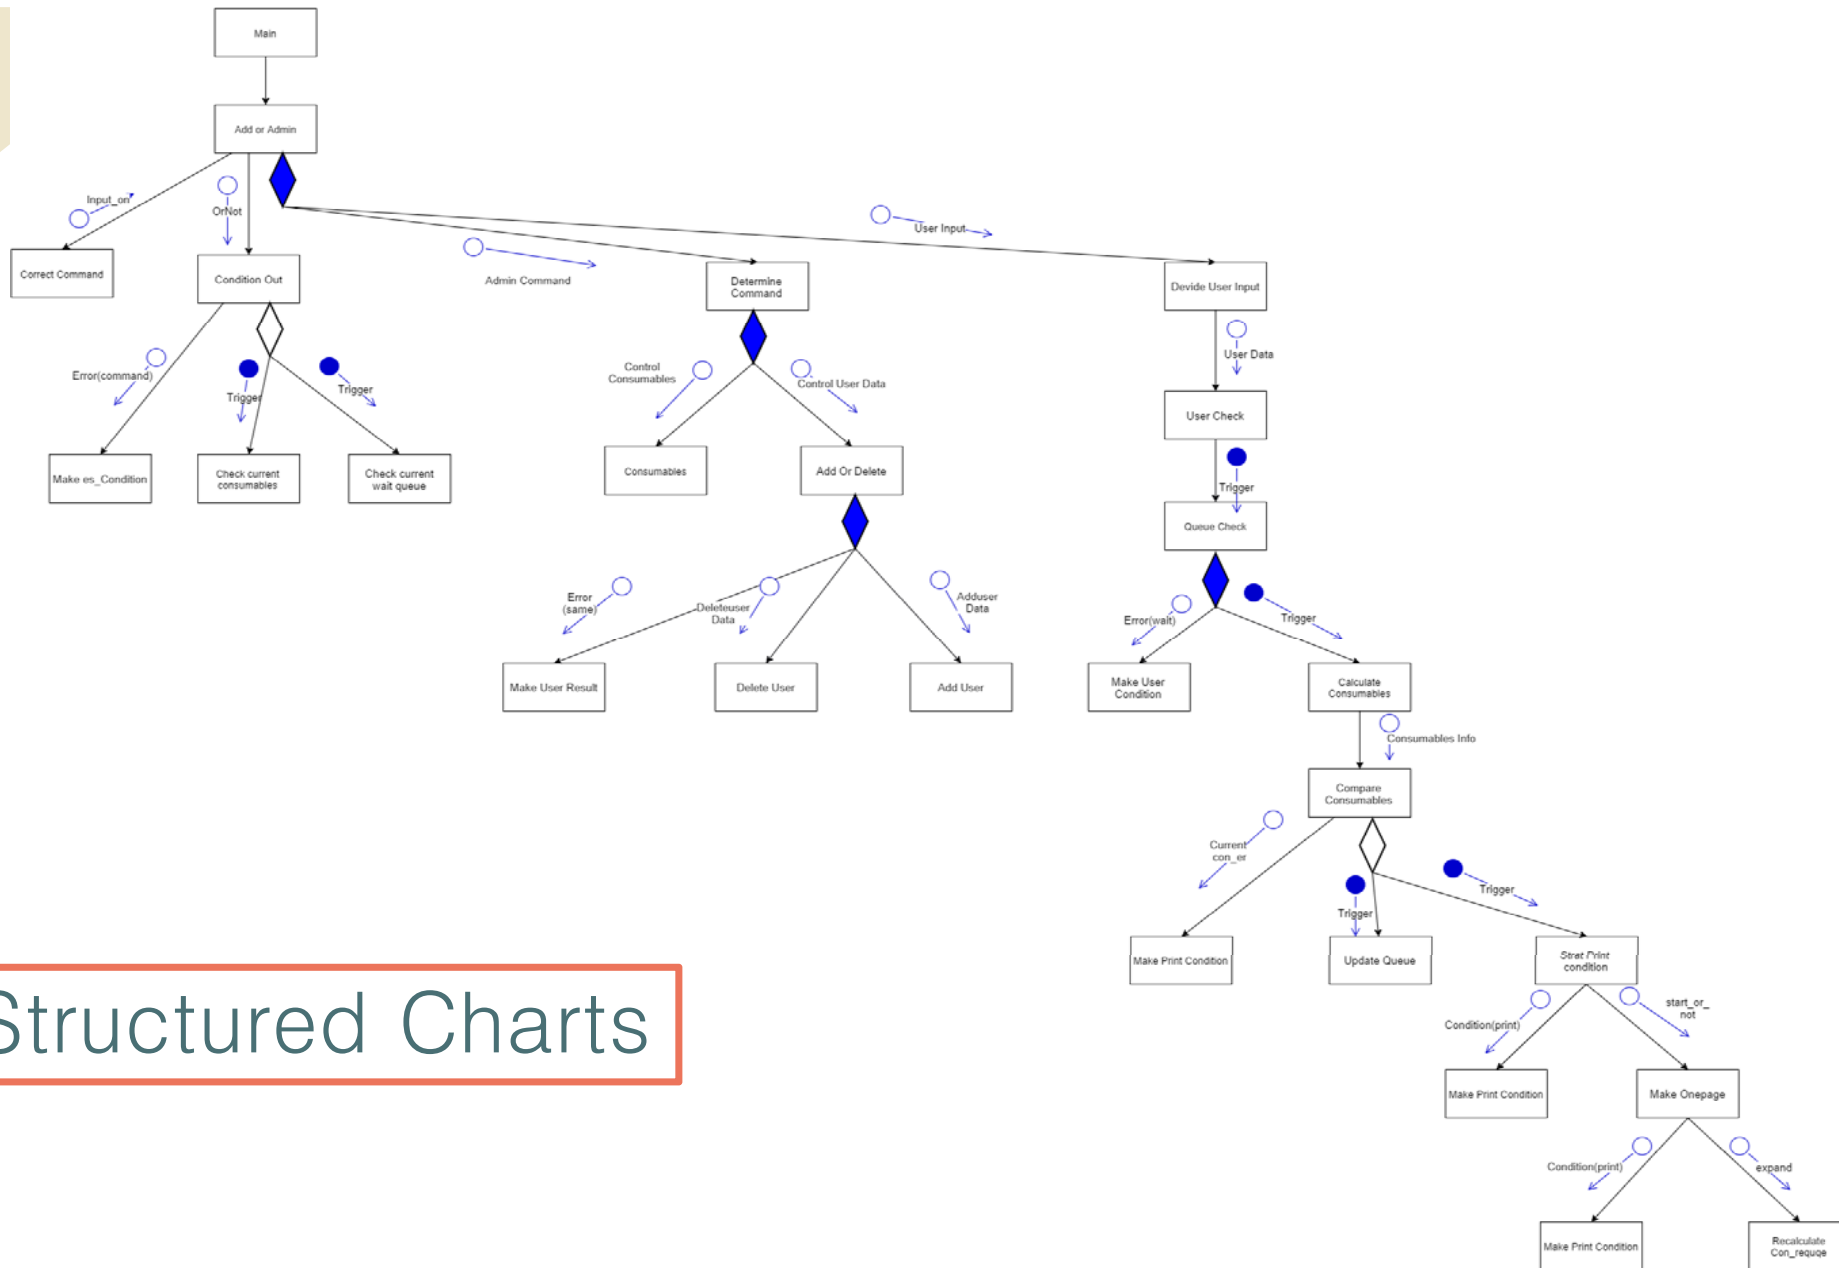 Main
Add or Admin
Input_on
OrNot
User Input
Correct Command
Condition Out
Admin Command
Determine
Command
Devide User Input
Error(command)
Trigger
Trigger
Control
Consumables
Control User Data
User Data
Make es_Condition
Check current
consumables
Check current
wait queue
Consumables
Add Or Delete
User Check
Trigger
Queue Check
Error
(same)
Deleteuser
Data
Adduser
Data
Error(wait)
Trigger
Make User Result
Delete User
Add User
Make User
Condition
Calculate
Consumables
Consumables Info
Compare
Consumables
Current
con_er
Trigger
Trigger
Make Print Condition
Update Queue
Strat Print
condition
Structured Charts
Condition(print)
start_or_
not
Make Print Condition
Make Onepage
Condition(print)
expand
Make Print Condition
Recalculate
Con_requqe